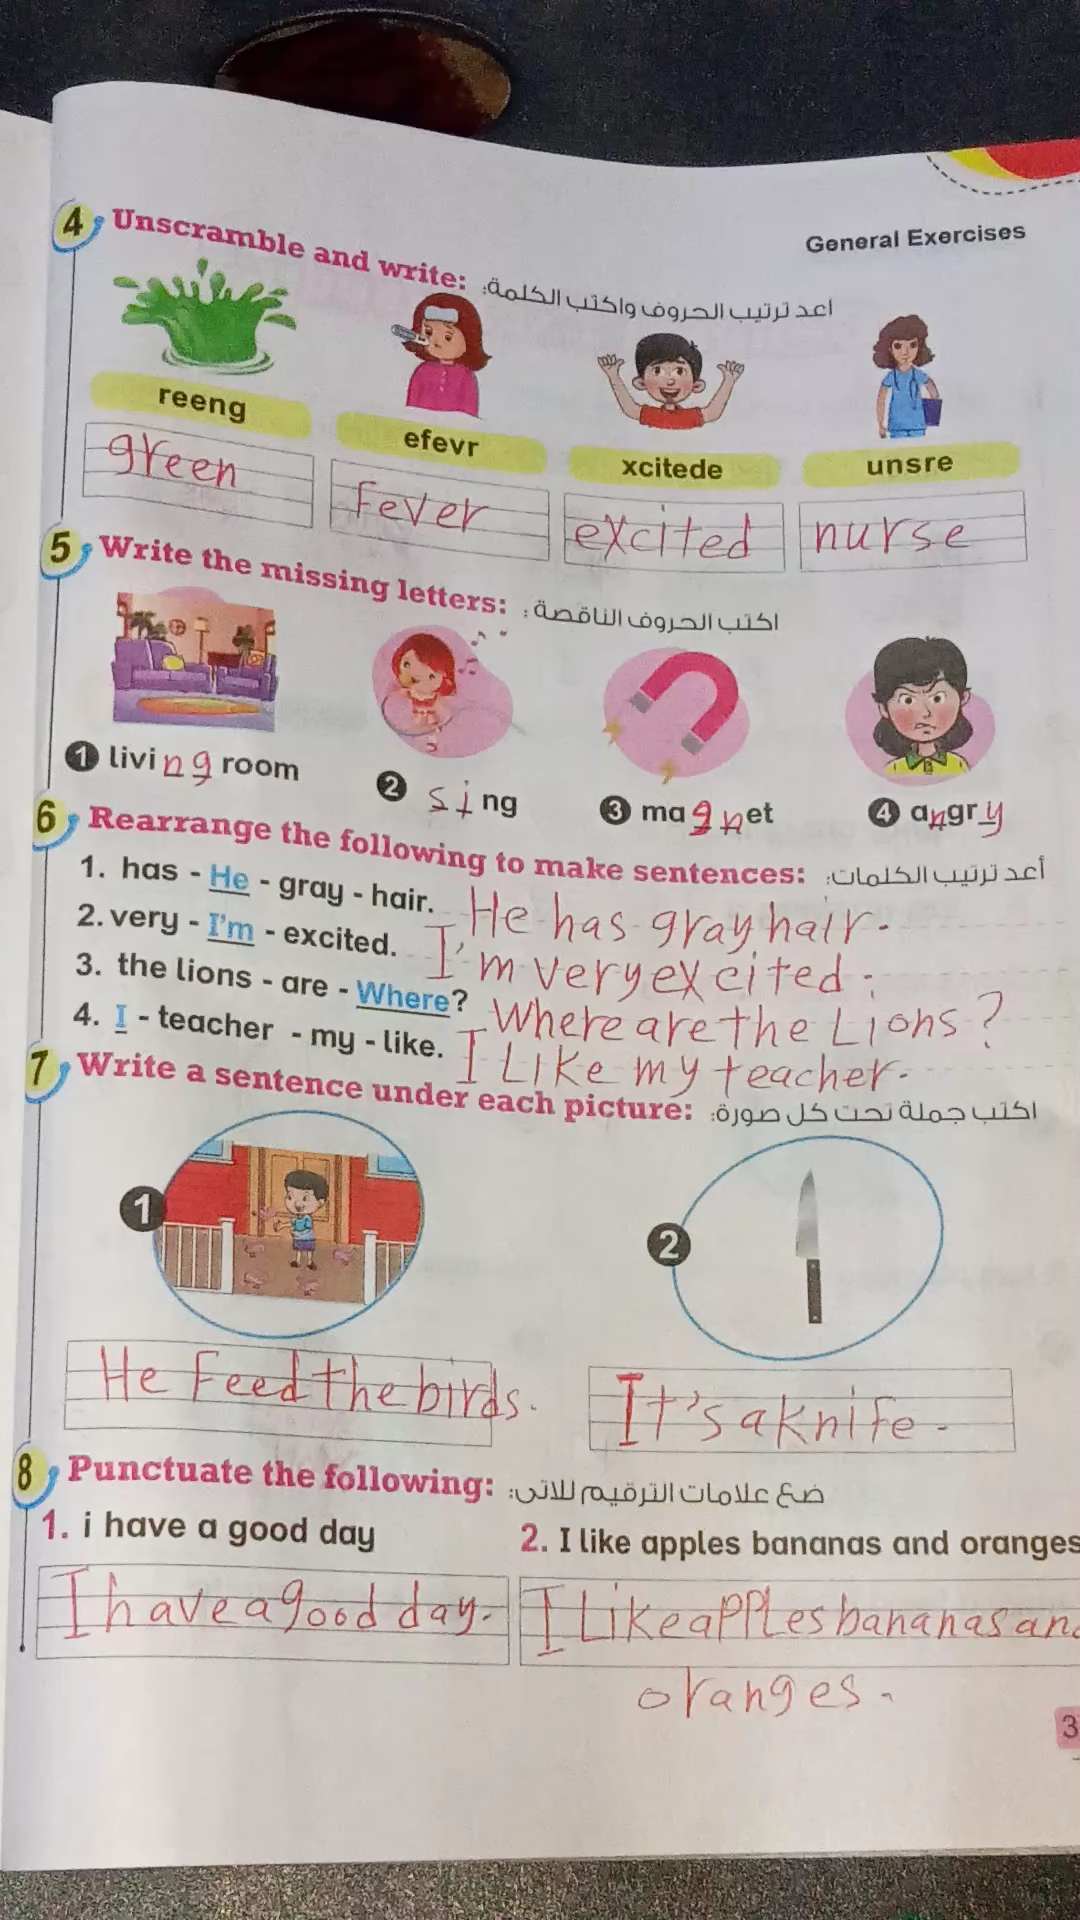 General Exercises
4 Unscramble and write: اعد ترتيب الحروف واكتب الكلمة:
reeng efevr xcitede unsre
green Fever excited nurse
5 Write the missing letters: اكتب الحروف الناقصة:
1 living room 2 sing 3 magnet 4 angry
6 Rearrange the following to make sentences: أعد ترتيب الكلمات:
1. has - He - gray - hair. He has gray hair.
2. very - I'm - excited. I'm very excited.
3. the lions - are - Where? Where are the Lions?
4. I - teacher - my - like. I Like my teacher.
7 Write a sentence under each picture: اكتب جملة تحت كل صورة:
1 2
He Feed the birds. It's a knife.
8 Punctuate the following: ضع علامات الترقيم للاتى:
1. i have a good day 2. I like apples bananas and oranges
I have a good day. I Like apples bananas an
oranges.
3